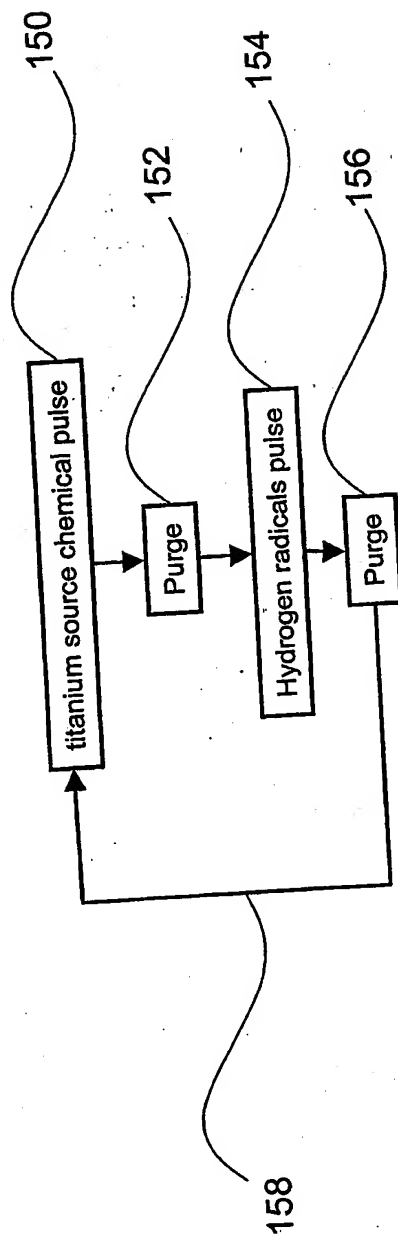 150
titanium source chemical pulse
152
Purge
154
Hydrogen radicals pulse
156
Purge
158